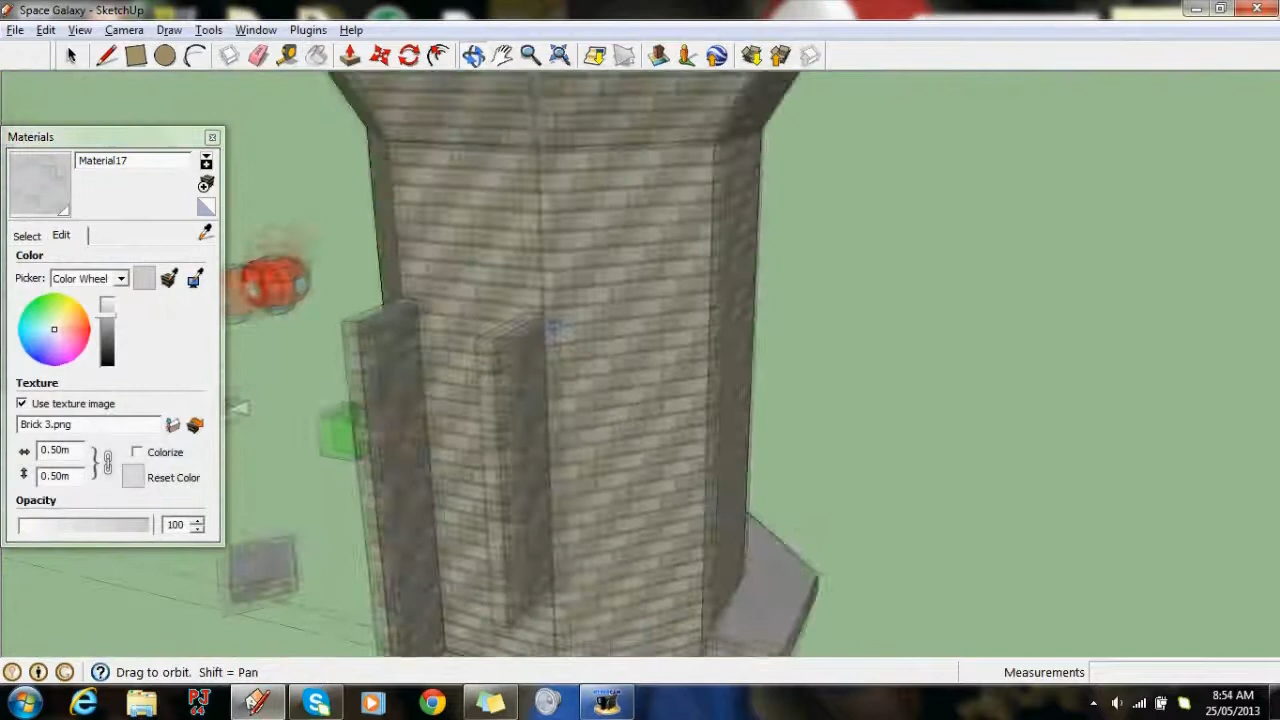 Space Galaxy - SketchUp
File Edit View Camera Draw Tools Window Plugins Help
Materials
Material17
Select Edit
Color
Picker: Color Wheel
Texture
Use texture image
Brick 3.png
0.50m Colorize
0.50m Reset Color
Opacity
100
Drag to orbit. Shift = Pan Measurements
PJ
64
8:54 AM
25/05/2013